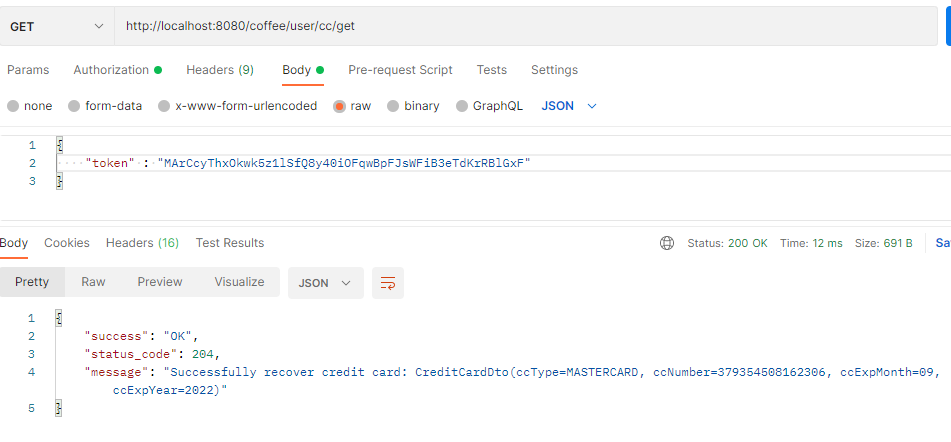 GET http://localhost:8080/coffee/user/cc/get
Params Authorization Headers (9) Body Pre-request Script Tests Settings
none form-data x-www-form-urlencoded raw binary GraphQL JSON
1 {
2 "token" : "MArCcyThxOkwk5z1lSfQ8y40iOFqwBpFJsWFiB3eTdKrRBlGxF"
3 }
Body Cookies Headers (16) Test Results Status: 200 OK Time: 12 ms Size: 691 B Sa
Pretty Raw Preview Visualize JSON
1 {
2 "success": "OK",
3 "status_code": 204,
4 "message": "Successfully recover credit card: CreditCardDto(ccType=MASTERCARD, ccNumber=379354508162306, ccExpMonth=09,
ccExpYear=2022)"
5 }